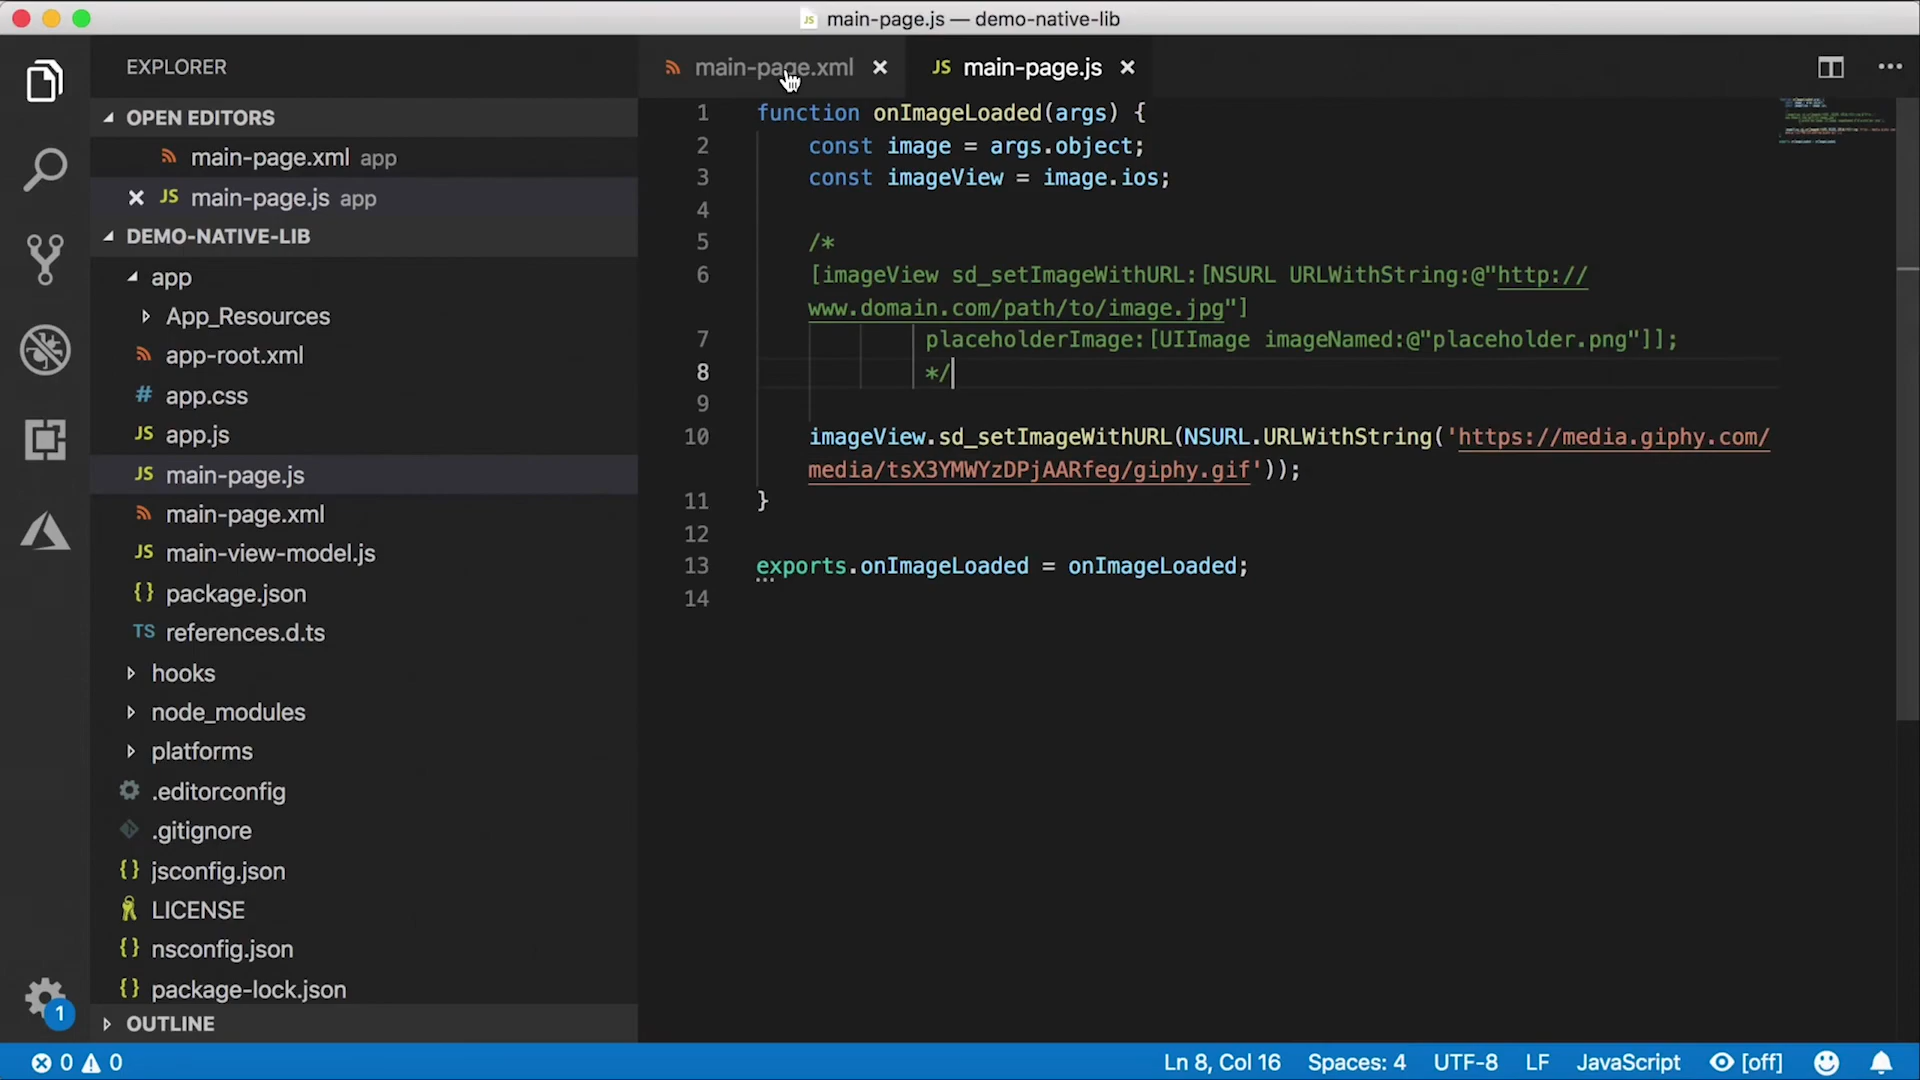 main-page.js — demo-native-lib
EXPLORER
OPEN EDITORS
main-page.xml app
JS main-page.js app
DEMO-NATIVE-LIB
app
App_Resources
app-root.xml
# app.css
JS app.js
JS main-page.js
main-page.xml
JS main-view-model.js
{} package.json
TS references.d.ts
hooks
node_modules
platforms
.editorconfig
.gitignore
{} jsconfig.json
LICENSE
{} nsconfig.json
{} package-lock.json
OUTLINE
main-page.xml
JS main-page.js
1 function onImageLoaded(args) {
2 const image = args.object;
3 const imageView = image.ios;
4
5 /*
6 [imageView sd_setImageWithURL:[NSURL URLWithString:@"http://
www.domain.com/path/to/image.jpg"]
7 placeholderImage:[UIImage imageNamed:@"placeholder.png"]];
8 */
9
10 imageView.sd_setImageWithURL(NSURL.URLWithString('https://media.giphy.com/
media/tsX3YMWYzDPjAARfeg/giphy.gif'));
11 }
12
13 exports.onImageLoaded = onImageLoaded;
14
1
0 0
Ln 8, Col 16 Spaces: 4 UTF-8 LF JavaScript [off]